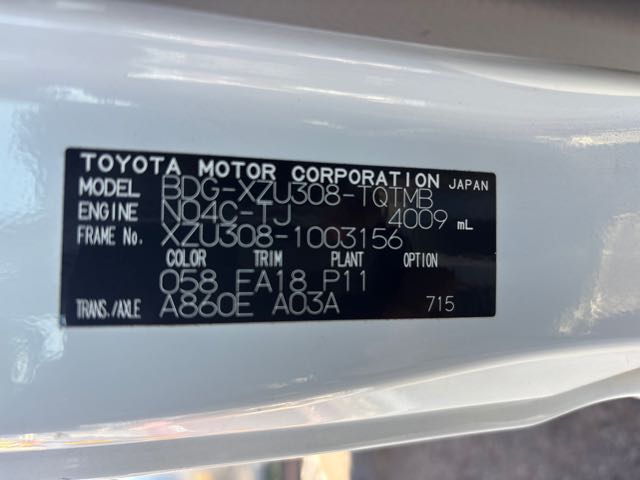 TOYOTA MOTOR CORPORATION JAPAN
MODEL BDG-XZU308-TQTMB
ENGINE N04C-TJ 4009 mL
FRAME No. XZU308-1003156
COLOR TRIM PLANT OPTION
058 FA18 P11
TRANS./AXLE A860E A03A 715